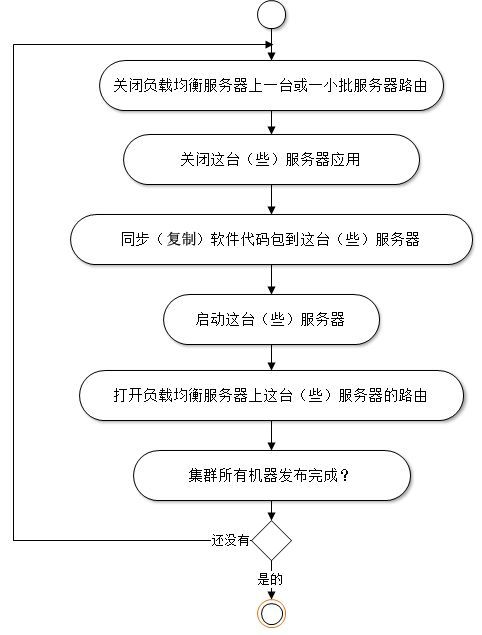 关闭负载均衡服务器上一台或一小批服务器路由
关闭这台（些）服务器应用
同步（复制）软件代码包到这台（些）服务器
启动这台（些）服务器
打开负载均衡服务器上这台（些）服务器的路由
集群所有机器发布完成？
还没有
是的